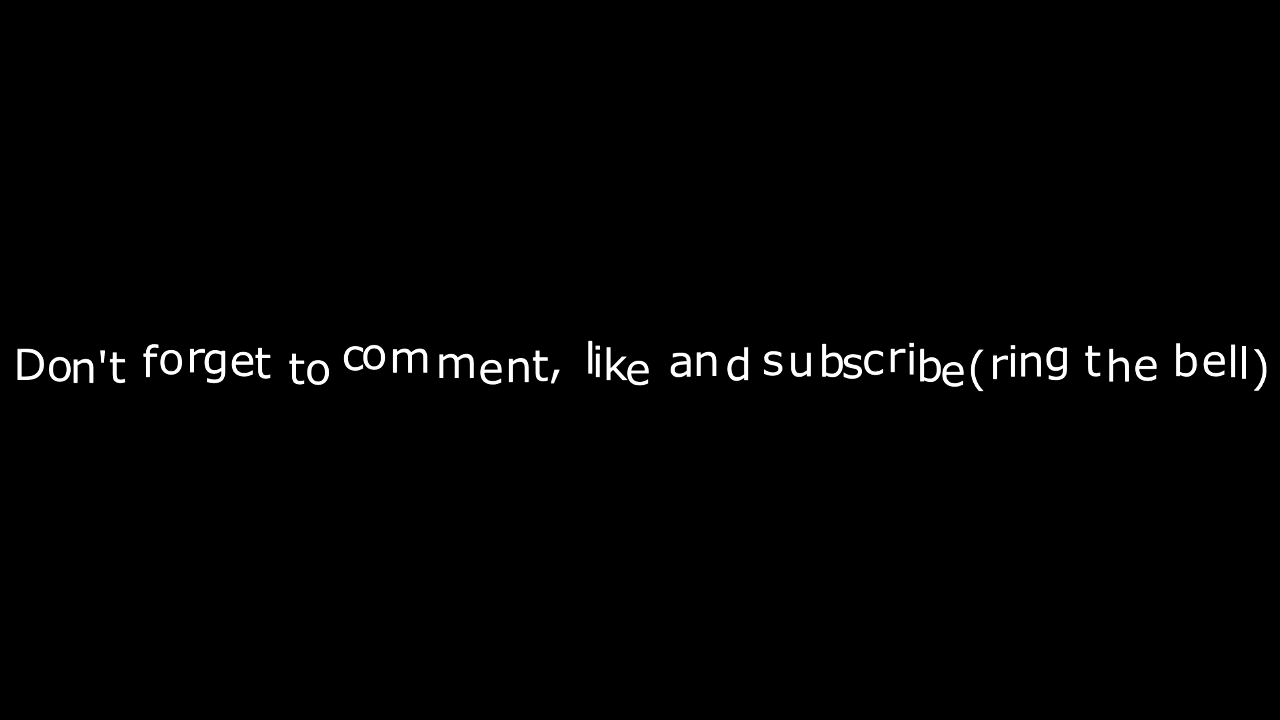 Don't forget to comment, like and subscribe(ring the bell)